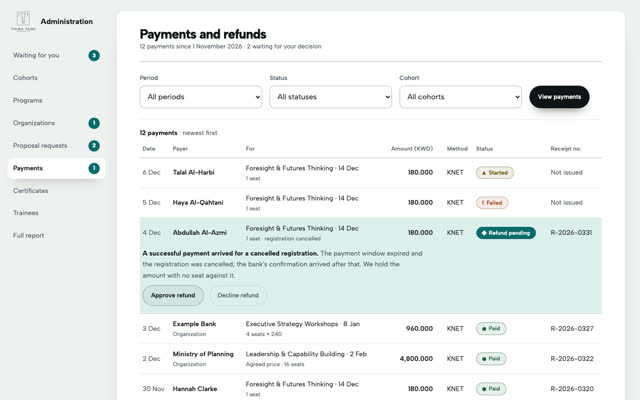 THINK FEMS
Administration
Waiting for you 3
Cohorts
Programs
Organizations 1
Proposal requests 2
Payments 1
Certificates
Trainees
Full report
Payments and refunds
12 payments since 1 November 2026 · 2 waiting for your decision
Period Status Cohort
All periods All statuses All cohorts View payments
12 payments · newest first
Date Payer For Amount (KWD) Method Status Receipt no.
6 Dec Talal Al-Harbi Foresight & Futures Thinking · 14 Dec 180.000 KNET Started Not issued
1 seat
5 Dec Haya Al-Qahtani Foresight & Futures Thinking · 14 Dec 180.000 KNET Failed Not issued
1 seat
4 Dec Abdullah Al-Azmi Foresight & Futures Thinking · 14 Dec 180.000 KNET Refund pending R-2026-0331
1 seat · registration cancelled
A successful payment arrived for a cancelled registration. The payment window expired and
the registration was cancelled; the bank's confirmation arrived after that. We hold the
amount with no seat against it.
Approve refund Decline refund
3 Dec Example Bank Executive Strategy Workshops · 8 Jan 960.000 KNET Paid R-2026-0327
Organization 4 seats × 240
2 Dec Ministry of Planning Leadership & Capability Building · 2 Feb 4,800.000 KNET Paid R-2026-0322
Organization Agreed price · 16 seats
30 Nov Hannah Clarke Foresight & Futures Thinking · 14 Dec 180.000 KNET Paid R-2026-0320
1 seat